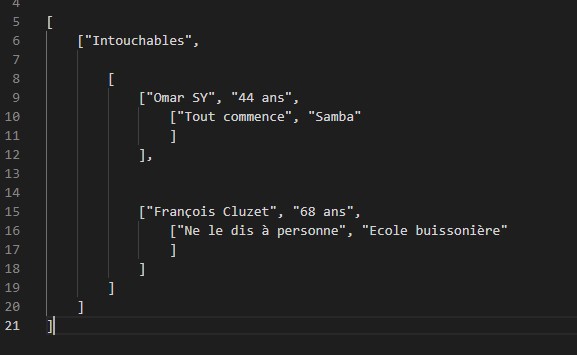 4
5 [
6 ["Intouchables",
7
8 [
9 ["Omar SY", "44 ans",
10 ["Tout commence", "Samba"
11 ]
12 ],
13
14
15 ["François Cluzet", "68 ans",
16 ["Ne le dis à personne", "Ecole buissonière"
17 ]
18 ]
19 ]
20 ]
21 ]